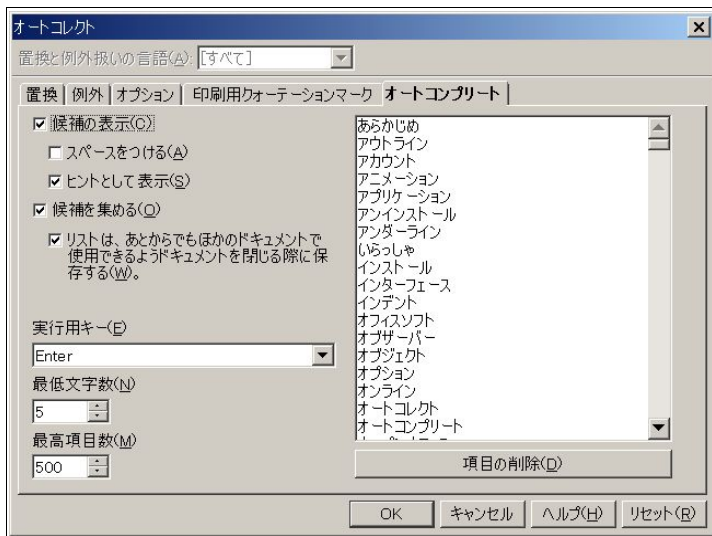 オートコレクト
置換と例外扱いの言語(A): [すべて]
置換 例外 オプション 印刷用クォーテーションマーク オートコンプリート
候補の表示(C)
スペースをつける(A)
ヒントとして表示(S)
候補を集める(O)
リストは、あとからでもほかのドキュメントで
使用できるようドキュメントを閉じる際に保
存する(W)。
実行用キー(E)
Enter
最低文字数(N)
5
最高項目数(M)
500
あらかじめ
アウトライン
アカウント
アニメーション
アプリケーション
アンインストール
アンダーライン
いらっしゃ
インストール
インターフェース
インデント
オフィスソフト
オブザーバー
オブジェクト
オプション
オンライン
オートコレクト
オートコンプリート
項目の削除(D)
OK キャンセル ヘルプ(H) リセット(R)